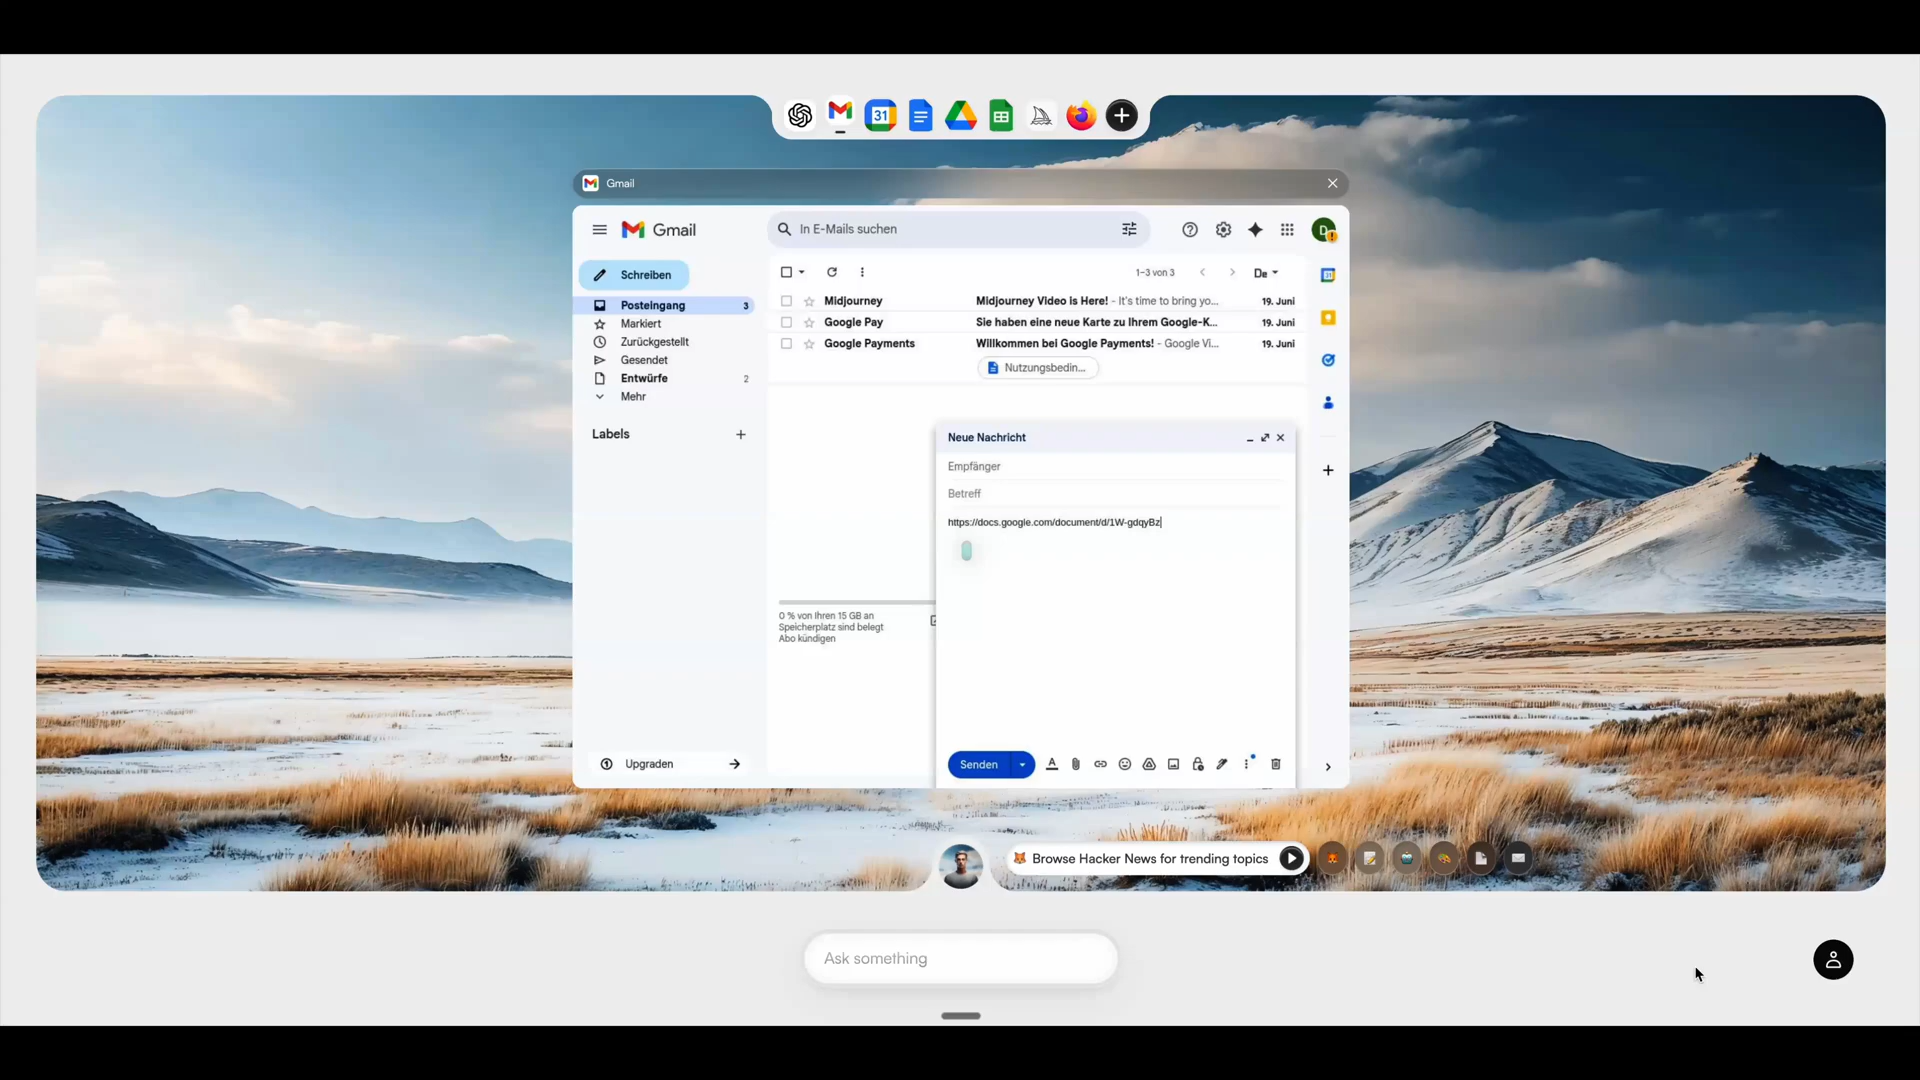 31
Gmail
Gmail
In E-Mails suchen
D
Schreiben
1–3 von 3
De
Posteingang 3
Markiert
Zurückgestellt
Gesendet
Entwürfe 2
Mehr
Labels
Midjourney Midjourney Video is Here! - It's time to bring yo... 19. Juni
Google Pay Sie haben eine neue Karte zu Ihrem Google-K... 19. Juni
Google Payments Willkommen bei Google Payments! - Google Vi... 19. Juni
Nutzungsbedin...
Neue Nachricht
Empfänger
Betreff
https://docs.google.com/document/d/1W-gdqyBz
0 % von Ihren 15 GB an
Speicherplatz sind belegt
Abo kündigen
Upgraden
Senden
Browse Hacker News for trending topics
Ask something